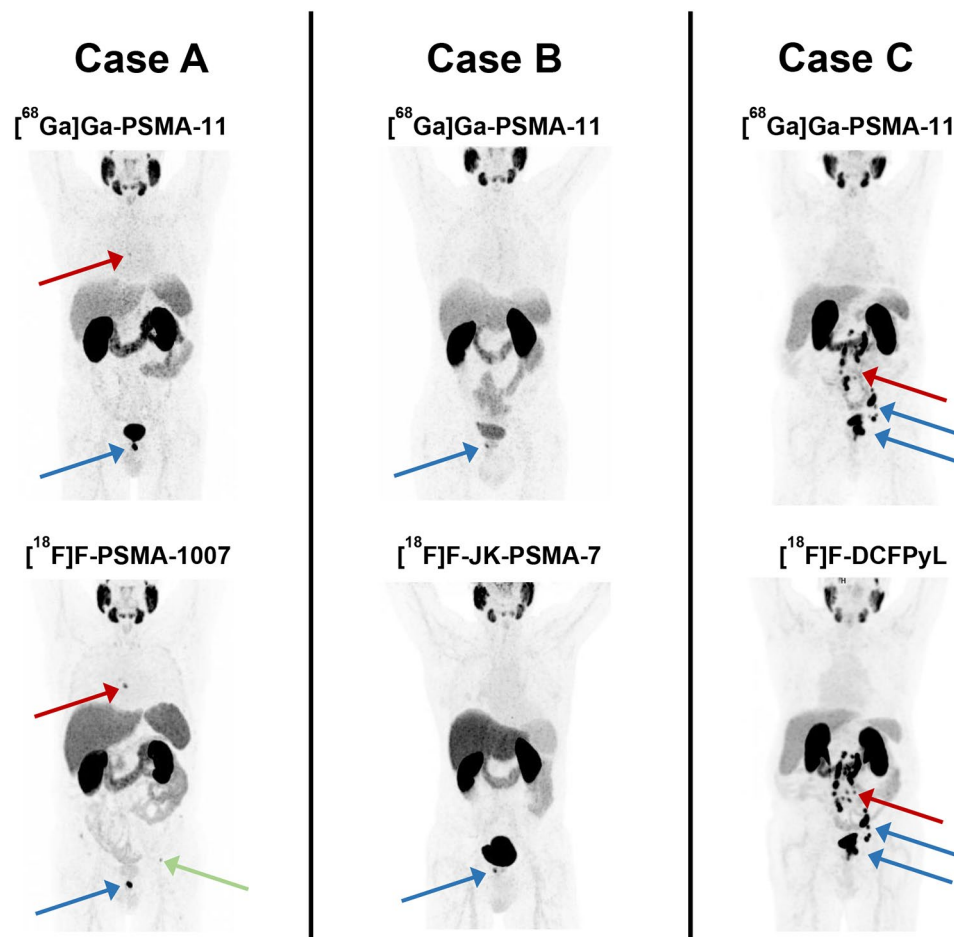 Case A
Case B
Case C
[⁶⁸Ga]Ga-PSMA-11
[⁶⁸Ga]Ga-PSMA-11
[⁶⁸Ga]Ga-PSMA-11
[¹⁸F]F-PSMA-1007
[¹⁸F]F-JK-PSMA-7
[¹⁸F]F-DCFPyL